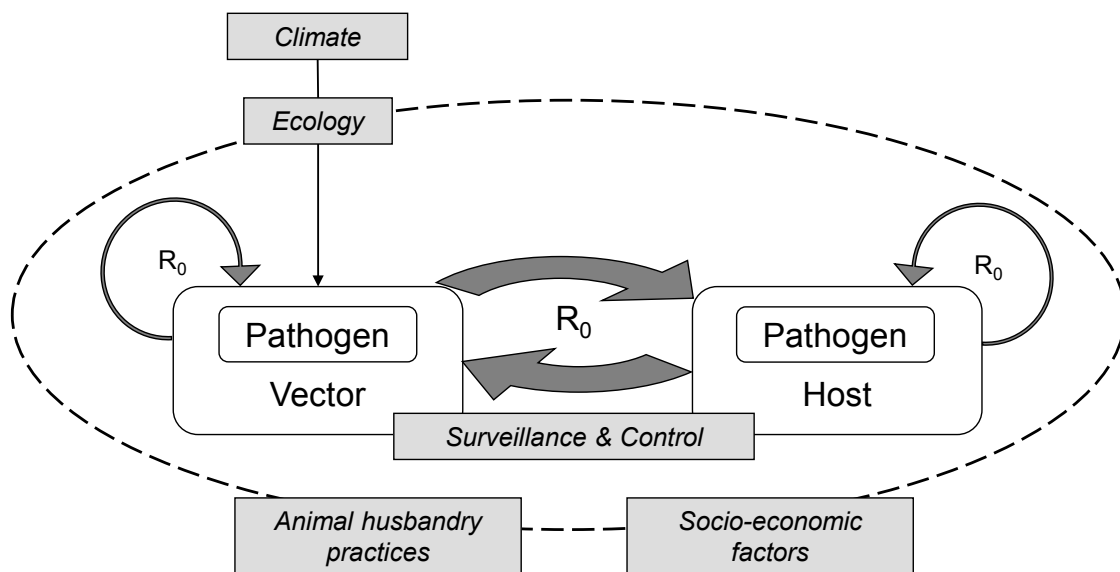 Climate
Ecology
R₀
R₀
R₀
Pathogen
Vector
Pathogen
Host
Surveillance & Control
Animal husbandry
practices
Socio-economic
factors